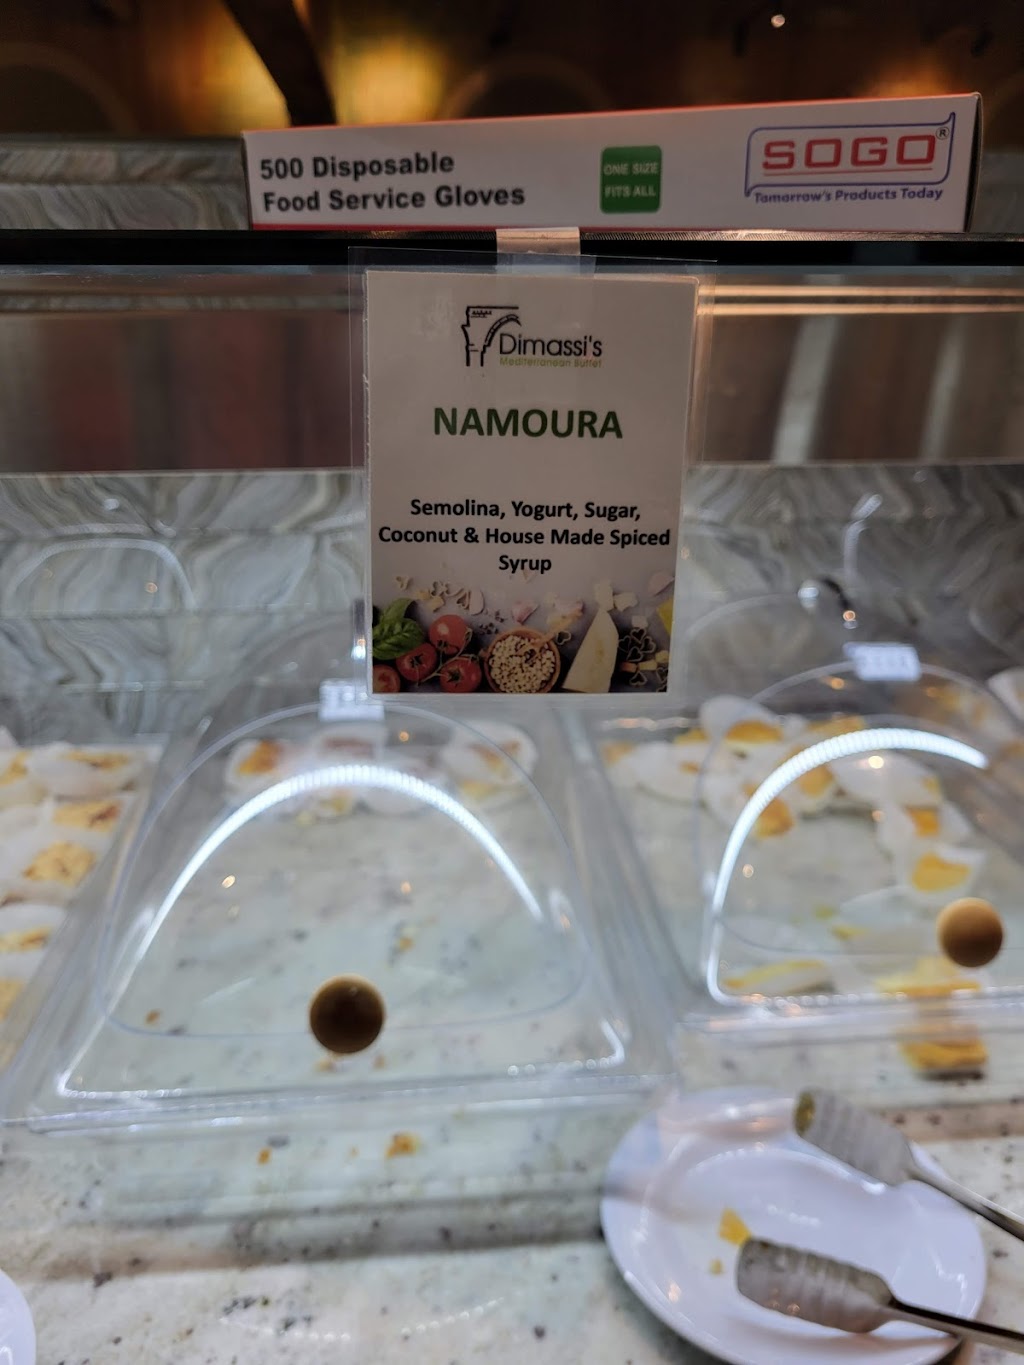 500 Disposable
Food Service Gloves
ONE SIZE
FITS ALL
SOGO®
Tomorrow's Products Today
Dimassi's
Mediterranean Buffet
NAMOURA
Semolina, Yogurt, Sugar,
Coconut & House Made Spiced
Syrup